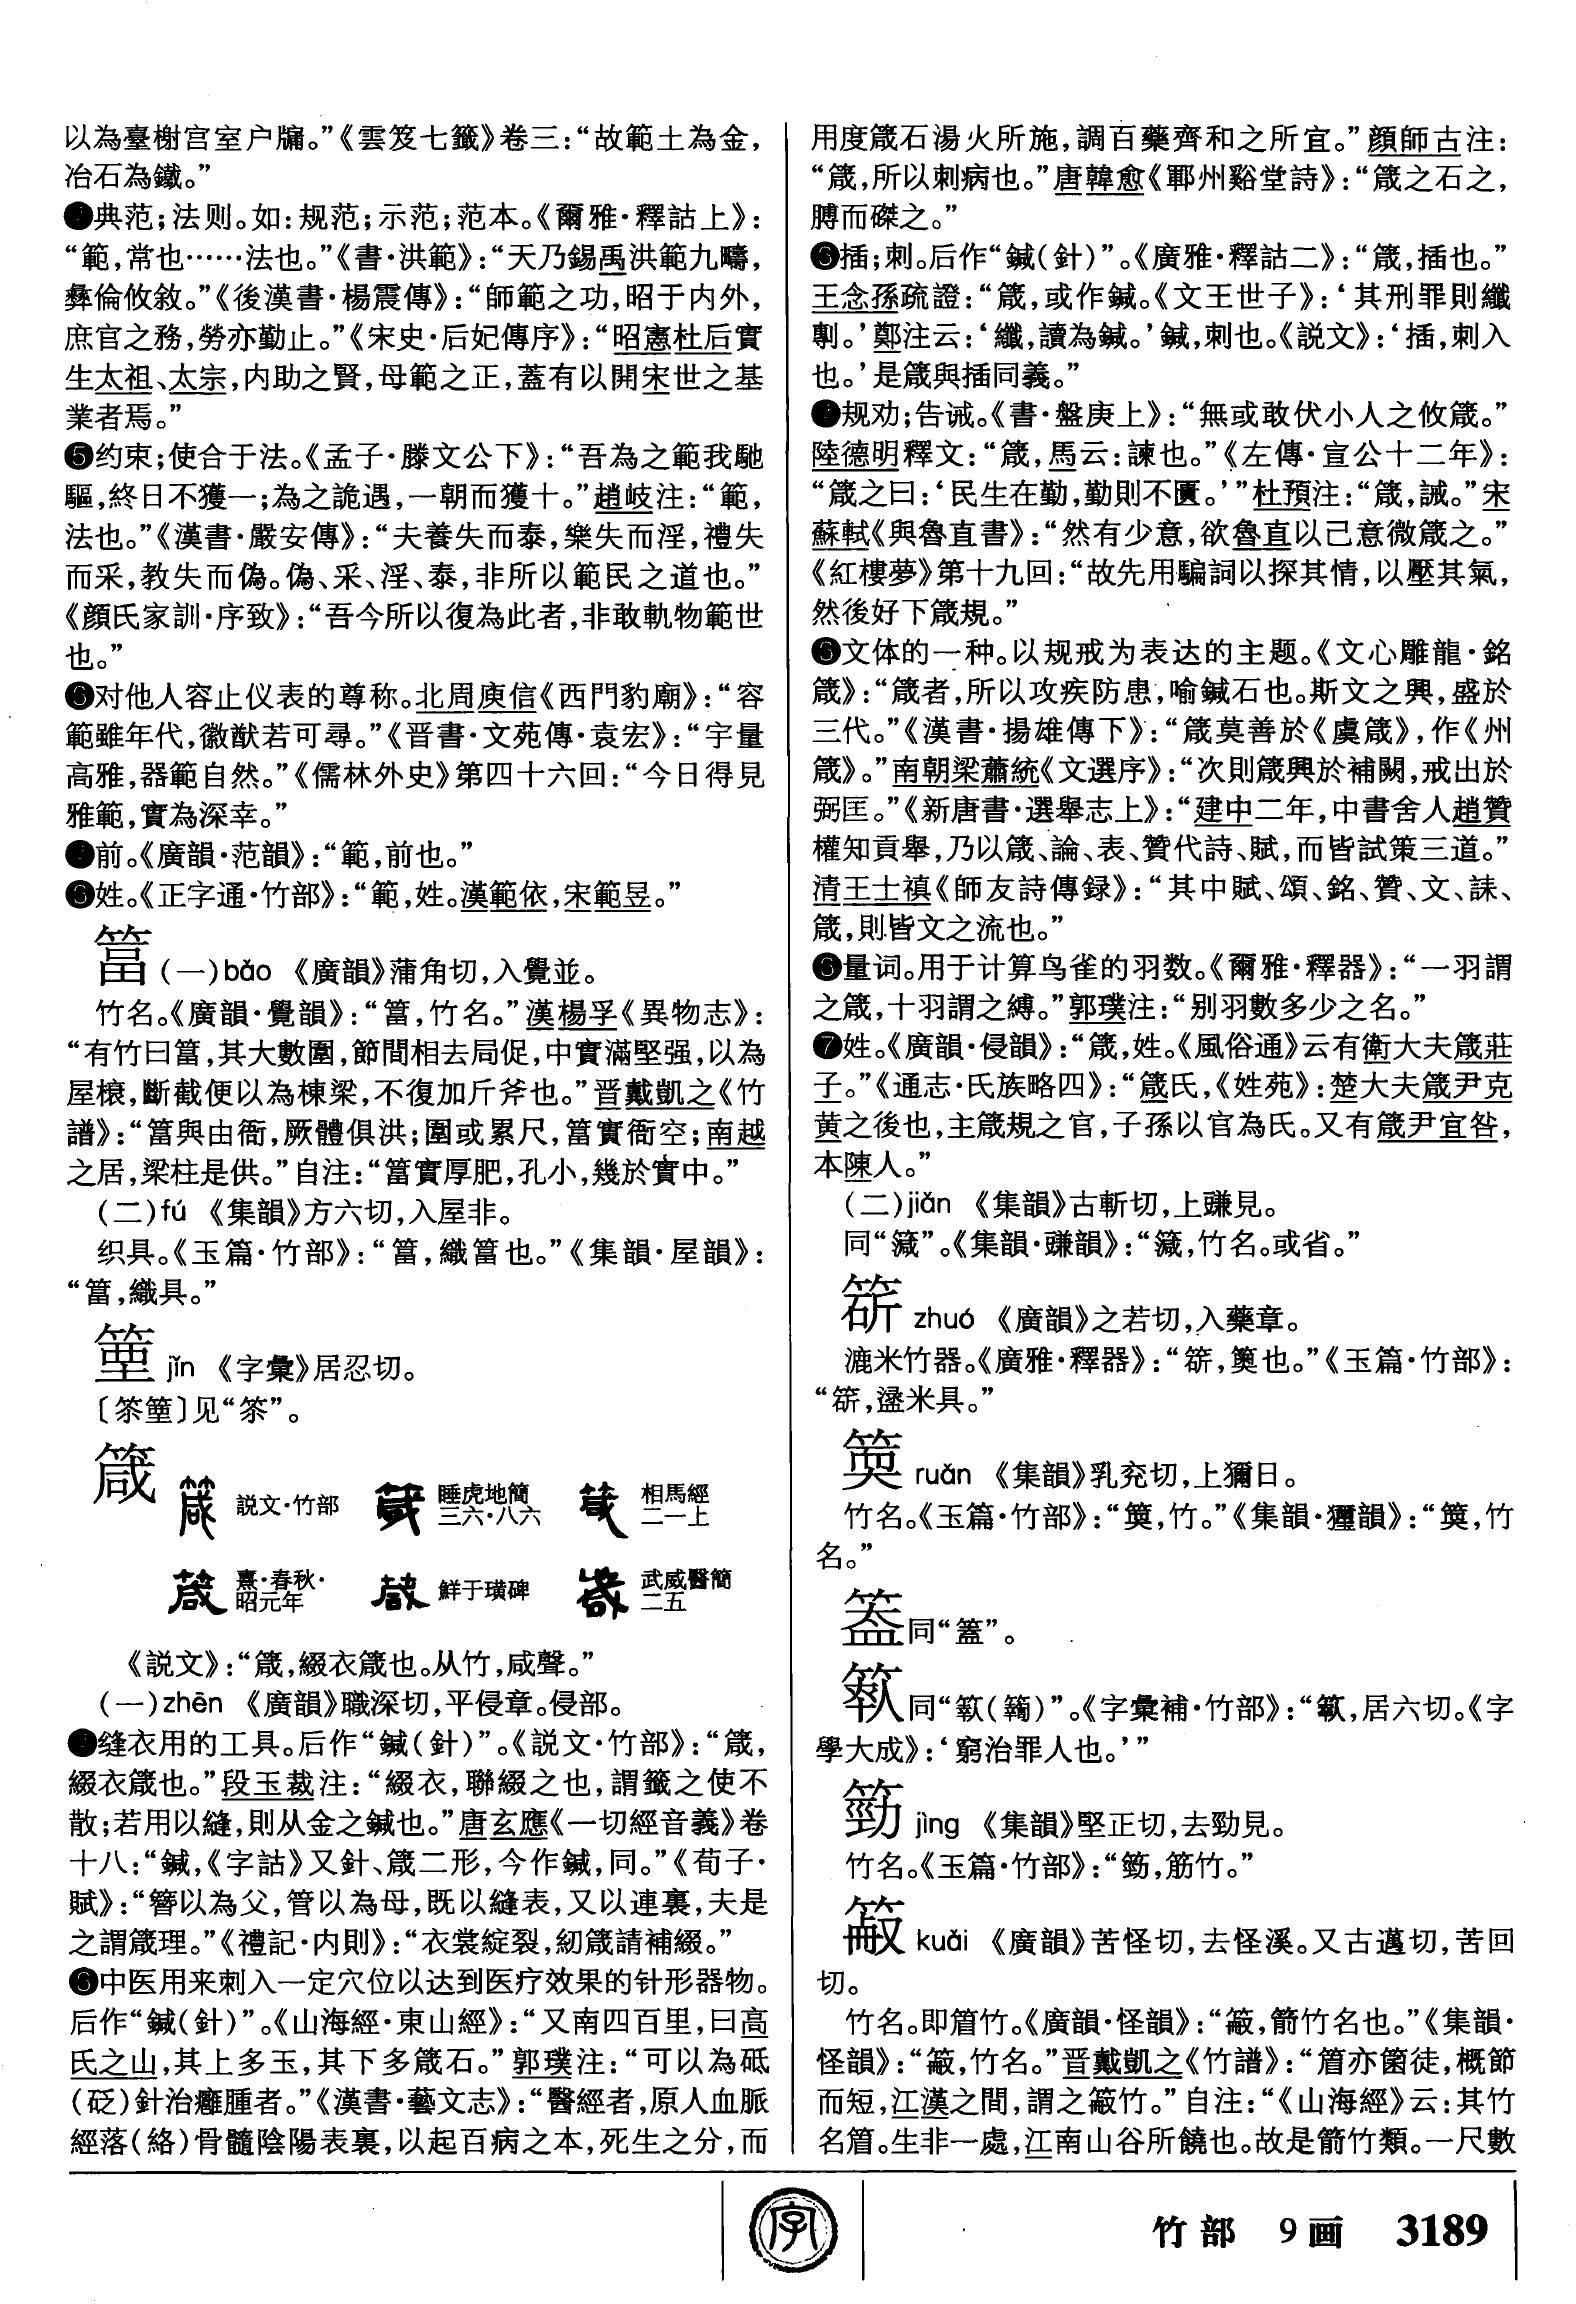 以為臺榭宫室户牖。”《雲笈七籤》卷三：“故範土為金，
冶石為鐵。”
典范；法则。如：规范；示范；范本。《爾雅·釋詁上》：
“範，常也……法也。”《書·洪範》：“天乃錫禹洪範九疇，
彝倫攸敘。”《後漢書·楊震傳》：“師範之功，昭于内外，
庶官之務，勞亦勤止。”《宋史·后妃傳序》：“昭憲杜后實
生太祖、太宗，内助之賢，母範之正，蓋有以開宋世之基
業者焉。”
❺约束；使合于法。《孟子·滕文公下》：“吾為之範我馳
驅，終日不獲一；為之詭遇，一朝而獲十。”趙岐注：“範，
法也。”《漢書·嚴安傳》：“夫養失而泰，樂失而淫，禮失
而采，教失而偽。偽、采、淫、泰，非所以範民之道也。”
《顔氏家訓·序致》：“吾今所以復為此者，非敢軌物範世
也。”
❻对他人容止仪表的尊称。北周庾信《西門豹廟》：“容
範雖年代，徽猷若可尋。”《晋書·文苑傳·袁宏》：“宇量
高雅，器範自然。”《儒林外史》第四十六回：“今日得見
雅範，實為深幸。”
前。《廣韻·范韻》：“範，前也。”
姓。《正字通·竹部》：“範，姓。漢範依，宋範昱。”
䈏(一)bǎo 《廣韻》蒲角切，入覺並。
竹名。《廣韻·覺韻》：“䈏，竹名。”漢楊孚《異物志》：
“有竹曰䈏，其大數圍，節間相去局促，中實滿堅强，以為
屋榱，斷截便以為棟梁，不復加斤斧也。”晋戴凱之《竹
譜》：“䈏與由衙，厥體俱洪；圍或累尺，䈏實衙空；南越
之居，梁柱是供。”自注：“䈏實厚肥，孔小，幾於實中。”
(二)fú 《集韻》方六切，入屋非。
织具。《玉篇·竹部》：“䈏，織䈏也。”《集韻·屋韻》：
“䈏，織具。”
jǐn 《字彙》居忍切。
见“䇲”。
箴 説文·竹部 睡虎地簡三六·八六 相馬經二一上
熹·春秋·昭元年 鮮于璜碑 武威醫簡二五
《説文》：“箴，綴衣箴也。从竹，咸聲。”
(一)zhēn 《廣韻》職深切，平侵章。侵部。
缝衣用的工具。后作“鍼(針)”。《説文·竹部》：“箴，
綴衣箴也。”段玉裁注：“綴衣，聯綴之也，謂籤之使不
散；若用以縫，則从金之鍼也。”唐玄應《一切經音義》卷
十八：“鍼，《字詁》又針、箴二形，今作鍼，同。”《荀子·
賦》：“簪以為父，管以為母，既以縫表，又以連裏，夫是
之謂箴理。”《禮記·内則》：“衣裳綻裂，紉箴請補綴。”
中医用来刺入一定穴位以达到医疗效果的针形器物。
后作“鍼(針)”。《山海經·東山經》：“又南四百里，曰高
氏之山，其上多玉，其下多箴石。”郭璞注：“可以為砥
(砭)針治癰腫者。”《漢書·藝文志》：“醫經者，原人血脈
經落(絡)骨髓陰陽表裏，以起百病之本，死生之分，而
用度箴石湯火所施，調百藥齊和之所宜。”顔師古注：
“箴，所以刺病也。”唐韓愈《鄆州谿堂詩》：“箴之石之，
膊而磔之。”
插；刺。后作“鍼(針)”。《廣雅·釋詁二》：“箴，插也。”
王念孫疏證：“箴，或作鍼。《文王世子》：‘其刑罪則纖
剸。’鄭注云：‘纖，讀為鍼。’鍼，刺也。《説文》：‘插，刺入
也。’是箴與插同義。”
规劝；告诫。《書·盤庚上》：“無或敢伏小人之攸箴。”
陸德明釋文：“箴，馬云：諫也。”《左傳·宣公十二年》：
“箴之曰：‘民生在勤，勤則不匱。’”杜預注：“箴，誡。”宋
蘇軾《與魯直書》：“然有少意，欲魯直以己意微箴之。”
《紅樓夢》第十九回：“故先用騙詞以探其情，以壓其氣，
然後好下箴規。”
❺文体的一种。以规戒为表达的主题。《文心雕龍·銘
箴》：“箴者，所以攻疾防患，喻鍼石也。斯文之興，盛於
三代。”《漢書·揚雄傳下》：“箴莫善於《虞箴》，作《州
箴》。”南朝梁蕭統《文選序》：“次則箴興於補闕，戒出於
弼匡。”《新唐書·選舉志上》：“建中二年，中書舍人趙贊
權知貢舉，乃以箴、論、表、贊代詩、賦，而皆試策三道。”
清王士禛《師友詩傳録》：“其中賦、頌、銘、贊、文、誄、
箴，則皆文之流也。”
❻量词。用于计算鸟雀的羽数。《爾雅·釋器》：“一羽謂
之箴，十羽謂之縛。”郭璞注：“别羽數多少之名。”
❼姓。《廣韻·侵韻》：“箴，姓。《風俗通》云有衛大夫箴莊
子。”《通志·氏族略四》：“箴氏，《姓苑》：楚大夫箴尹克
黄之後也，主箴規之官，子孫以官為氏。又有箴尹宜咎，
本陳人。”
(二)jiǎn 《集韻》古斬切，上豏見。
同“䉔”。《集韻·豏韻》：“䉔，竹名。或省。”
zhuó 《廣韻》之若切，入藥章。
漉米竹器。《廣雅·釋器》：“䉡，䉛也。”《玉篇·竹部》：
米具。”
ruǎn 《集韻》乳兖切，上獮日。
竹名。《玉篇·竹部》：“䓴，竹。”《集韻·獮韻》：“䓴，竹
名。”
同“簋”。
同“䉤(籟)”。《字彙補·竹部》：居六切。《字
學大成》：‘窮治罪人也。’”
jìng 《集韻》堅正切，去勁見。
竹名。《玉篇·竹部》：筋竹。”
䈛 kuǎi 《廣韻》苦怪切，去怪溪。又古邁切，苦回
切。
竹名。即䈄竹。《廣韻·怪韻》：“䈛，箭竹名也。”《集韻·
怪韻》：“䈛，竹名。”晋戴凱之《竹譜》：“䈄亦箘徒，概節
而短，江漢之間，謂之䈛竹。”自注：“《山海經》云：其竹
名䈄。生非一處，江南山谷所饒也。故是箭竹類。一尺數
字
竹部 9画 3189